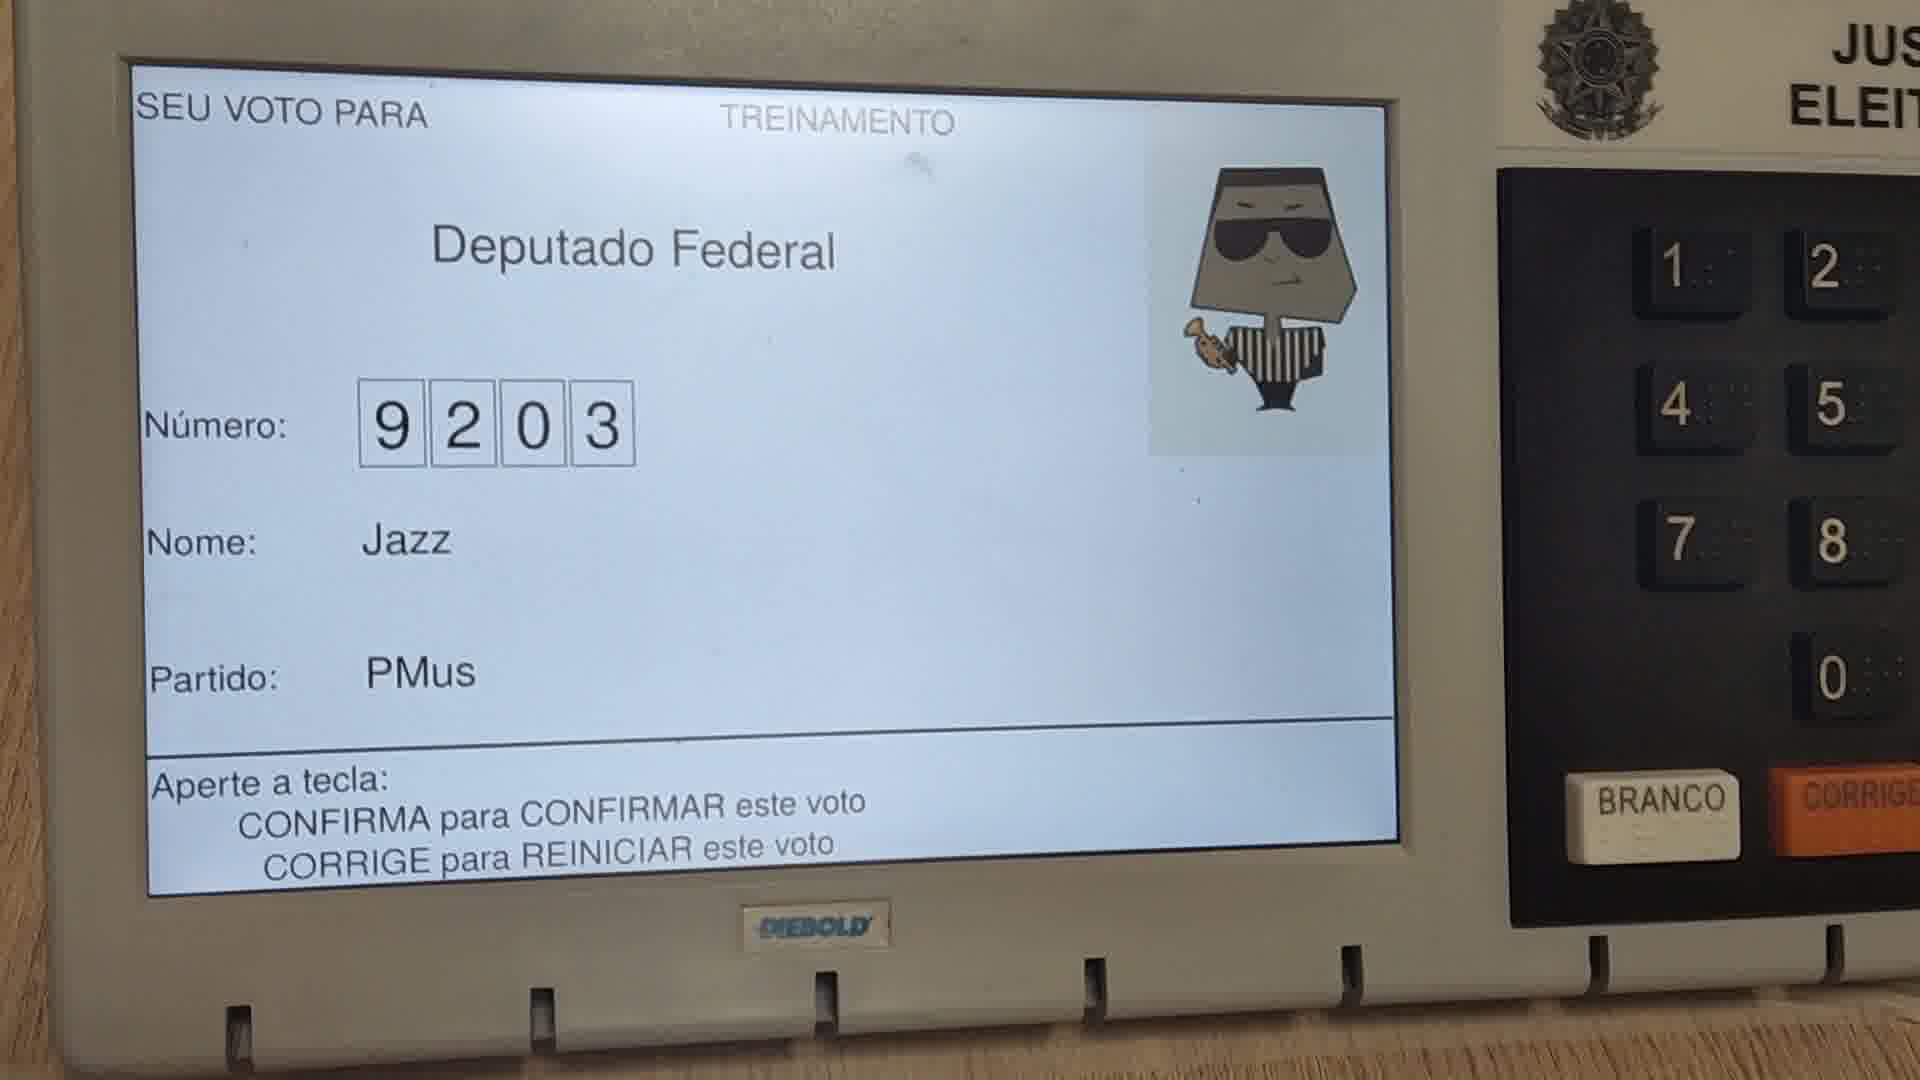 SEU VOTO PARA
TREINAMENTO
Deputado Federal
Número: 9 2 0 3
Nome: Jazz
Partido: PMus
Aperte a tecla:
CONFIRMA para CONFIRMAR este voto
CORRIGE para REINICIAR este voto
DIEBOLD
JUS
ELEIT
1 2
4 5
7 8
0
BRANCO CORRIGE